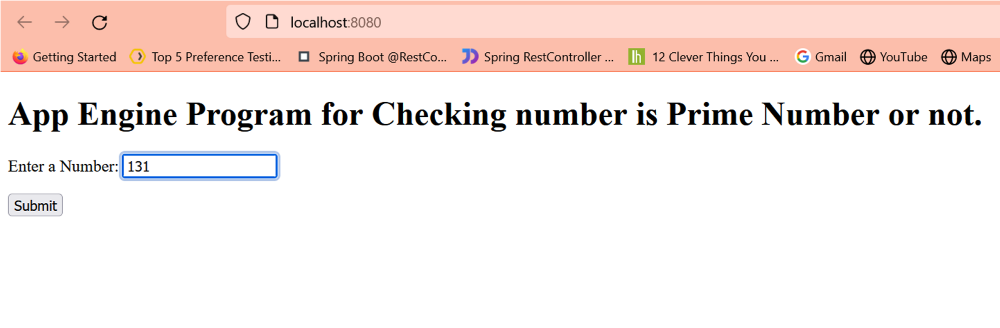 localhost:8080
Getting Started Top 5 Preference Testi... Spring Boot @RestCo... Spring RestController ... lh 12 Clever Things You ... Gmail YouTube Maps
App Engine Program for Checking number is Prime Number or not.
Enter a Number: 131
Submit